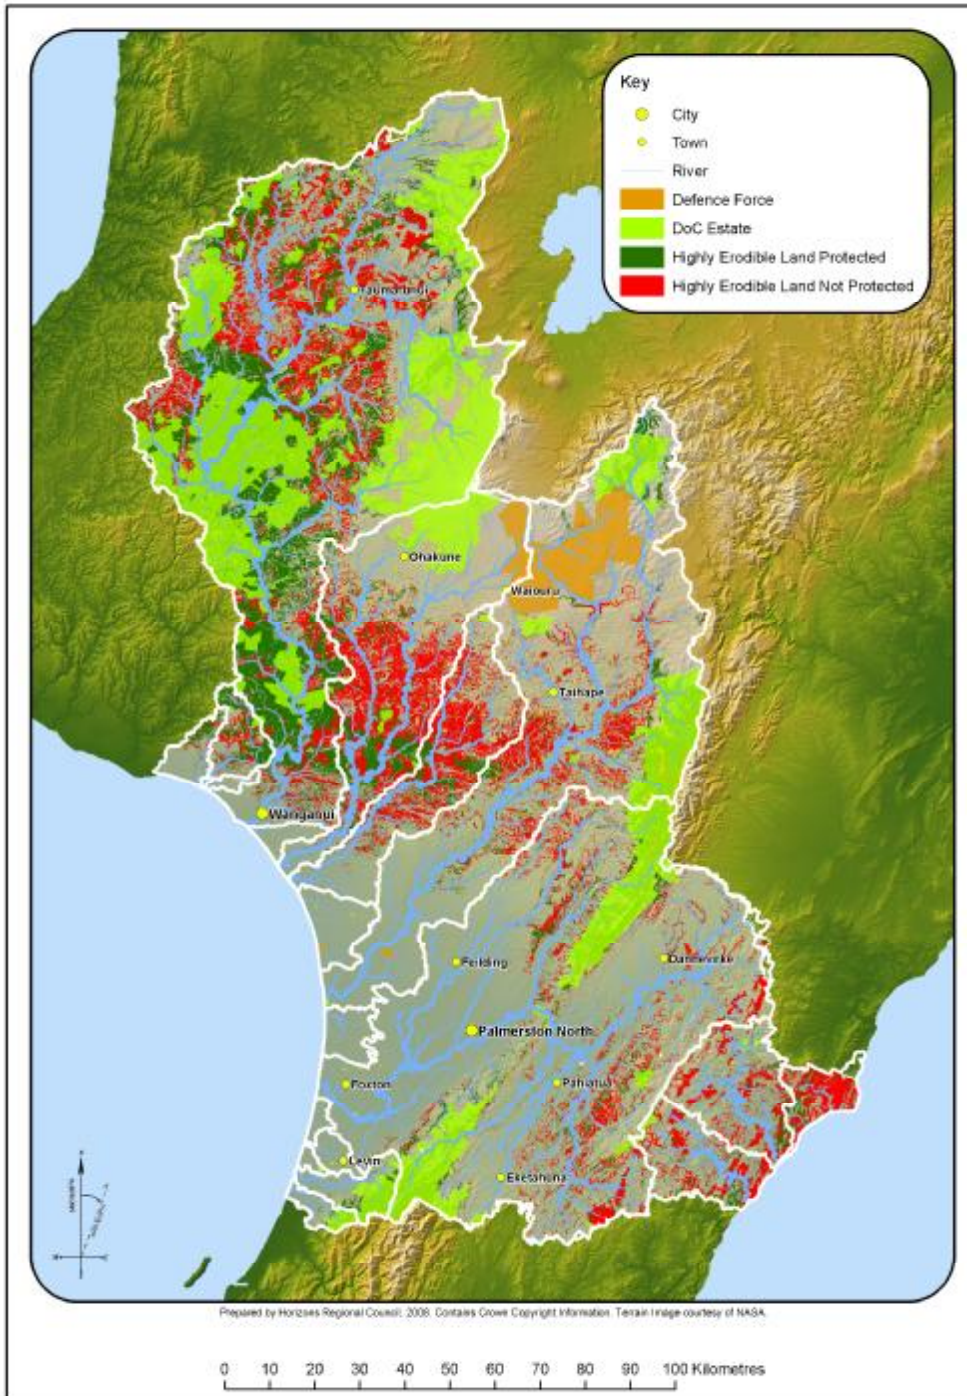 Key
City
Town
River
Defence Force
DoC Estate
Highly Erodible Land Protected
Highly Erodible Land Not Protected
Taumarunui
Ohakune
Waiouru
Taihape
Wanganui
Feilding
Dannevirke
Palmerston North
Foxton
Pahiatua
Levin
Eketahuna
Prepared by Horizons Regional Council, 2008. Contains Crown Copyright Information. Terrain Image courtesy of NASA.
0 10 20 30 40 50 60 70 80 90 100 Kilometres